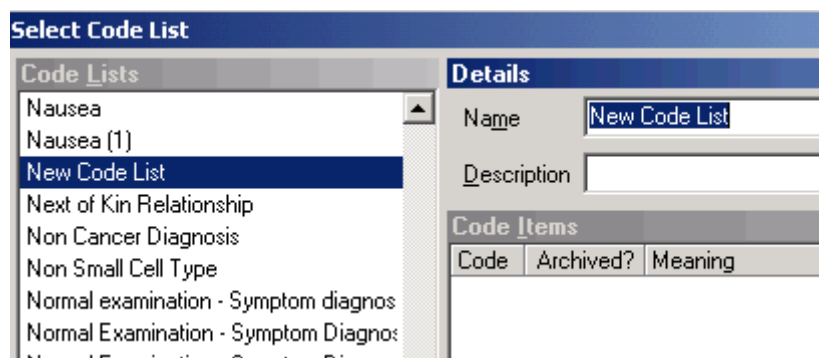 Select Code List
Code Lists
Nausea
Nausea (1)
New Code List
Next of Kin Relationship
Non Cancer Diagnosis
Non Small Cell Type
Normal examination - Symptom diagnos
Normal Examination - Symptom Diagno
Details
Name New Code List
Description
Code Items
Code Archived? Meaning